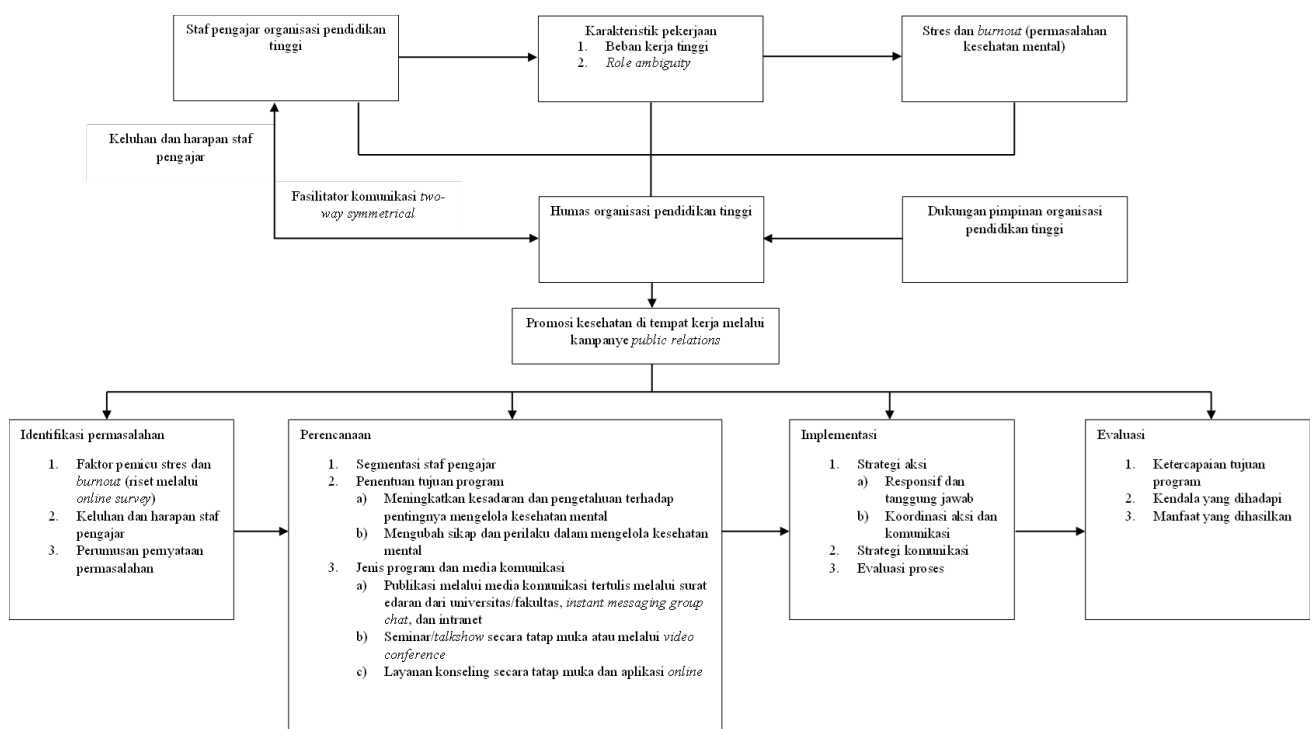 Staf pengajar organisasi pendidikan
tinggi
Karakteristik pekerjaan
1. Beban kerja tinggi
2. Role ambiguity
Stres dan burnout (permasalahan
kesehatan mental)
Keluhan dan harapan staf
pengajar
Fasilitator komunikasi two-
way symmetrical
Humas organisasi pendidikan tinggi
Dukungan pimpinan organisasi
pendidikan tinggi
Promosi kesehatan di tempat kerja melalui
kampanye public relations
Identifikasi permasalahan
1. Faktor pemicu stres dan
burnout (riset melalui
online survey)
2. Keluhan dan harapan staf
pengajar
3. Perumusan pernyataan
permasalahan
Perencanaan
1. Segmentasi staf pengajar
2. Penentuan tujuan program
a) Meningkatkan kesadaran dan pengetahuan terhadap
pentingnya mengelola kesehatan mental
b) Mengubah sikap dan perilaku dalam mengelola kesehatan
mental
3. Jenis program dan media komunikasi
a) Publikasi melalui media komunikasi tertulis melalui surat
edaran dari universitas/fakultas, instant messaging group
chat, dan intranet
b) Seminar/talkshow secara tatap muka atau melalui video
conference
c) Layanan konseling secara tatap muka dan aplikasi online
Implementasi
1. Strategi aksi
a) Responsif dan
tanggung jawab
b) Koordinasi aksi dan
komunikasi
2. Strategi komunikasi
3. Evaluasi proses
Evaluasi
1. Ketercapaian tujuan
program
2. Kendala yang dihadapi
3. Manfaat yang dihasilkan